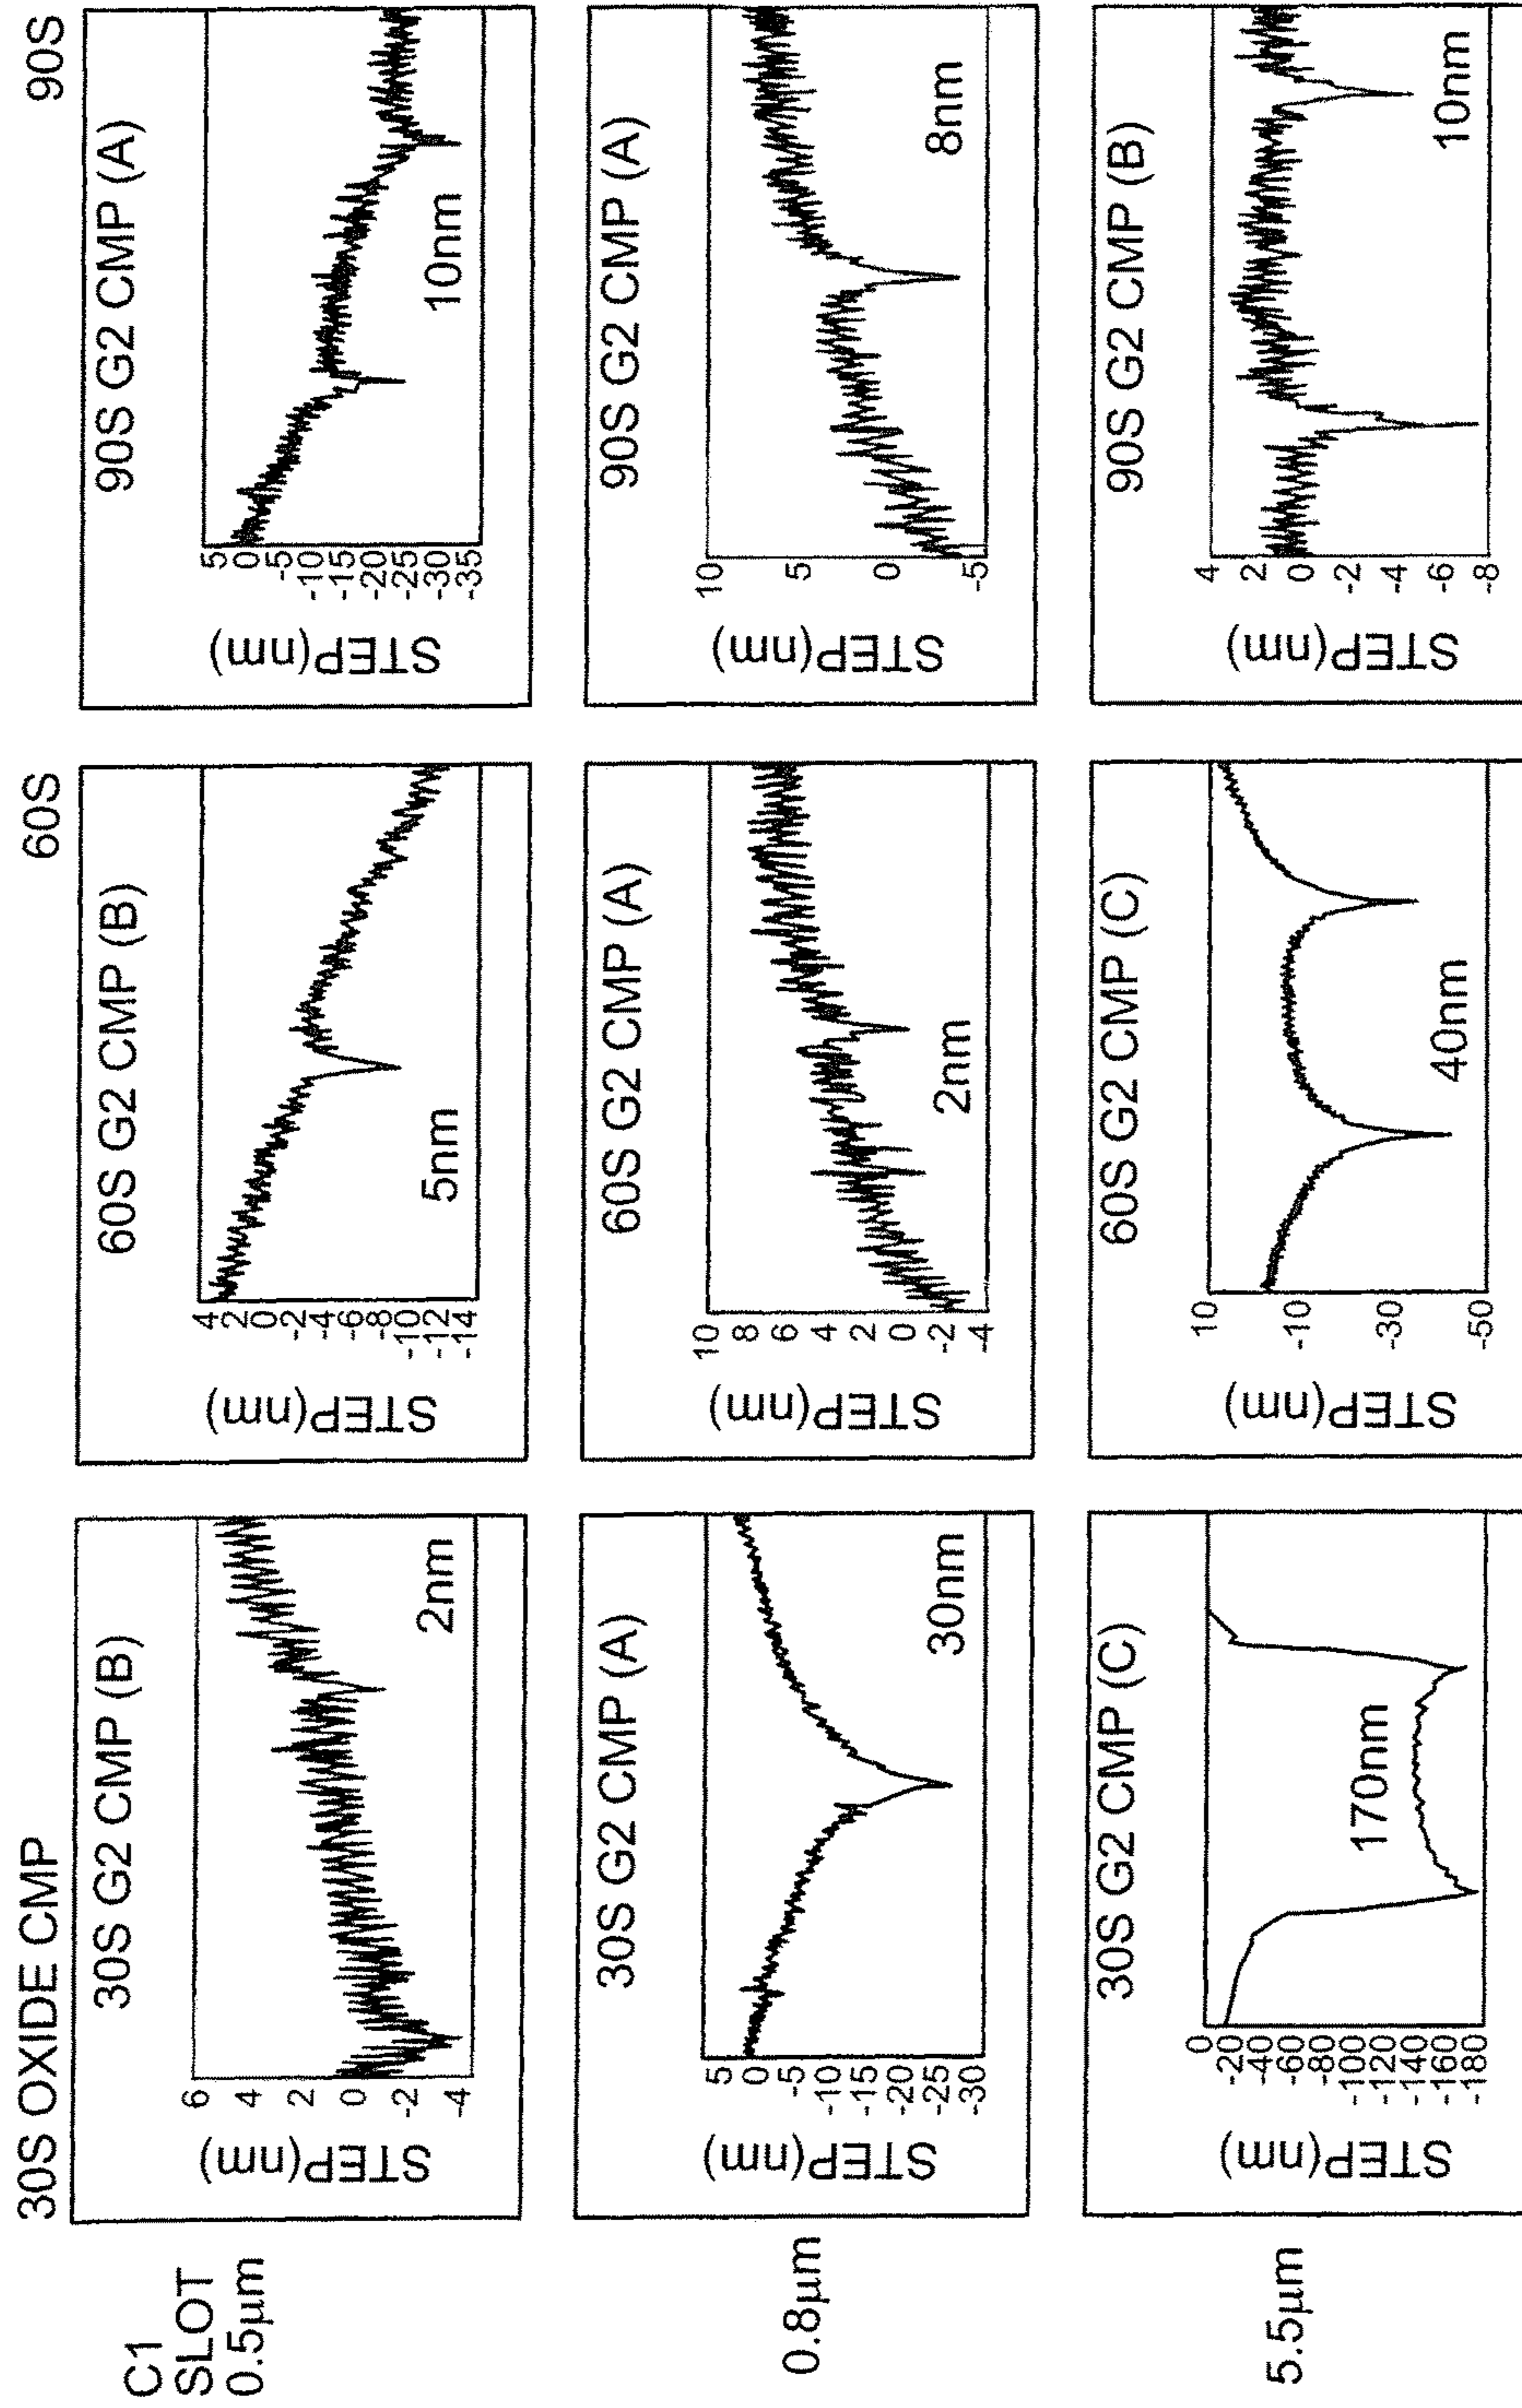 30S OXIDE CMP
60S
90S
C1
SLOT
0.5μm
30S G2 CMP (B)
STEP(nm)
6
4
2
0
-2
-4
2nm
60S G2 CMP (B)
STEP(nm)
4
2
0
-2
-4
-6
-8
-10
-12
-14
5nm
90S G2 CMP (A)
STEP(nm)
5
0
-5
-10
-15
-20
-25
-30
-35
10nm
0.8μm
30S G2 CMP (A)
STEP(nm)
5
0
-5
-10
-15
-20
-25
-30
30nm
60S G2 CMP (A)
STEP(nm)
10
8
6
4
2
0
-2
-4
2nm
90S G2 CMP (A)
STEP(nm)
10
5
0
-5
8nm
5.5μm
30S G2 CMP (C)
STEP(nm)
0
-20
-40
-60
-80
-100
-120
-140
-160
-180
170nm
60S G2 CMP (C)
STEP(nm)
10
-10
-30
-50
40nm
90S G2 CMP (B)
STEP(nm)
4
2
0
-2
-4
-6
-8
10nm